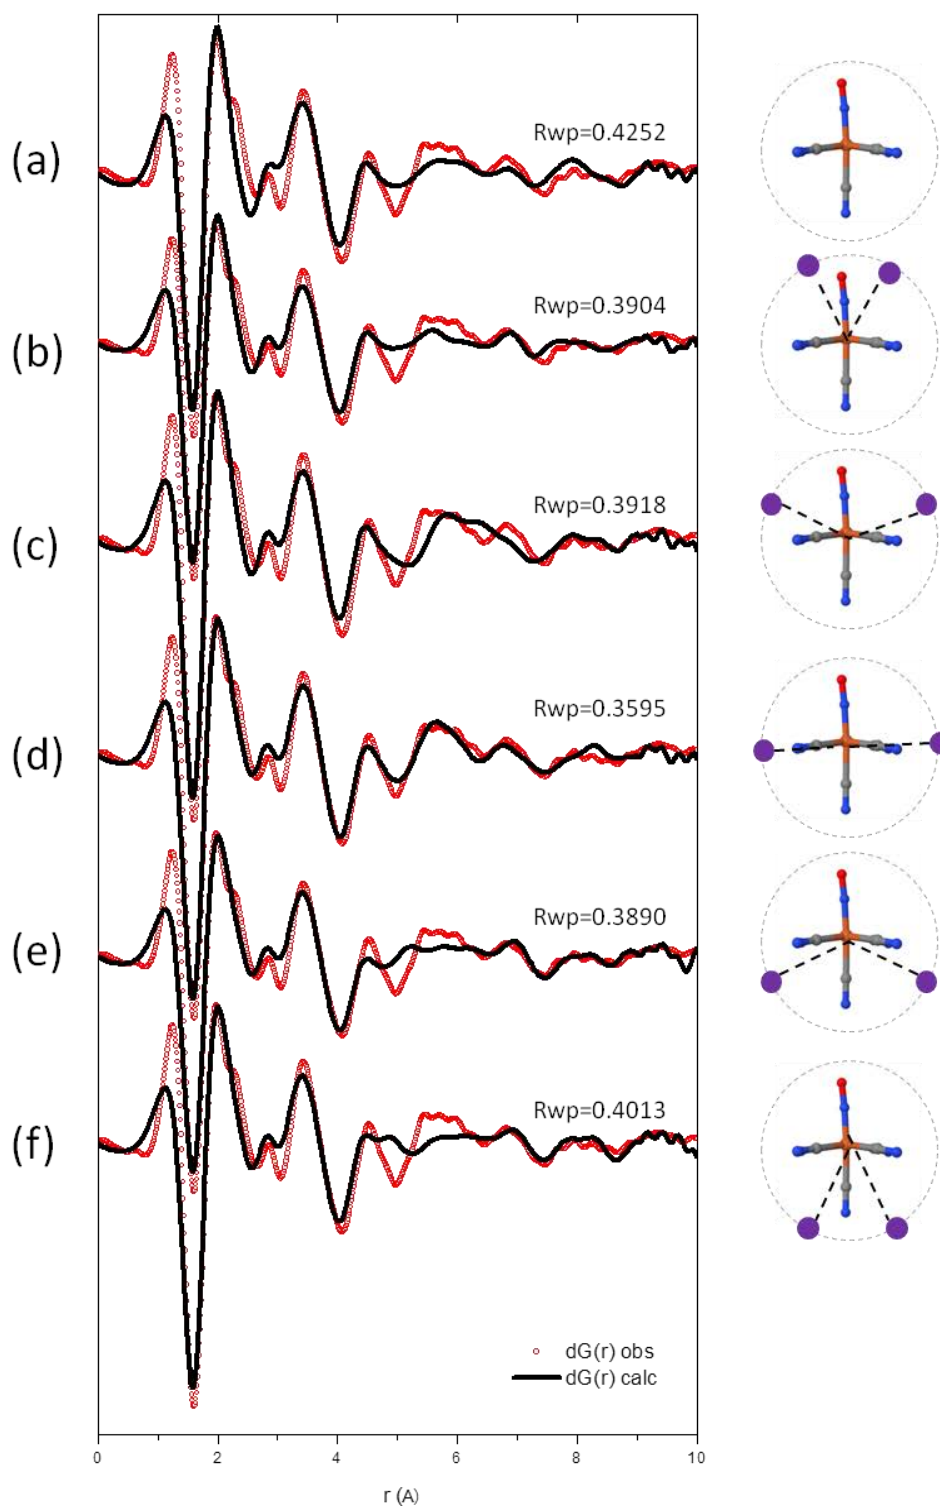 (a)
Rwp=0.4252
(b)
Rwp=0.3904
(c)
Rwp=0.3918
(d)
Rwp=0.3595
(e)
Rwp=0.3890
(f)
Rwp=0.4013
dG(r) obs
dG(r) calc
0 2 4 6 8 10
r (A)